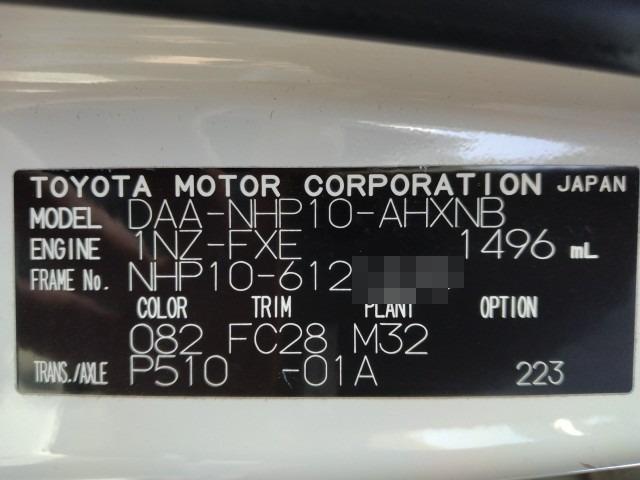 TOYOTA MOTOR CORPORATION JAPAN
MODEL DAA-NHP10-AHXNB
ENGINE 1NZ-FXE 1496 mL
FRAME No. NHP10-612
COLOR TRIM PLANT OPTION
082 FC28 M32
TRANS./AXLE P510 -01A 223